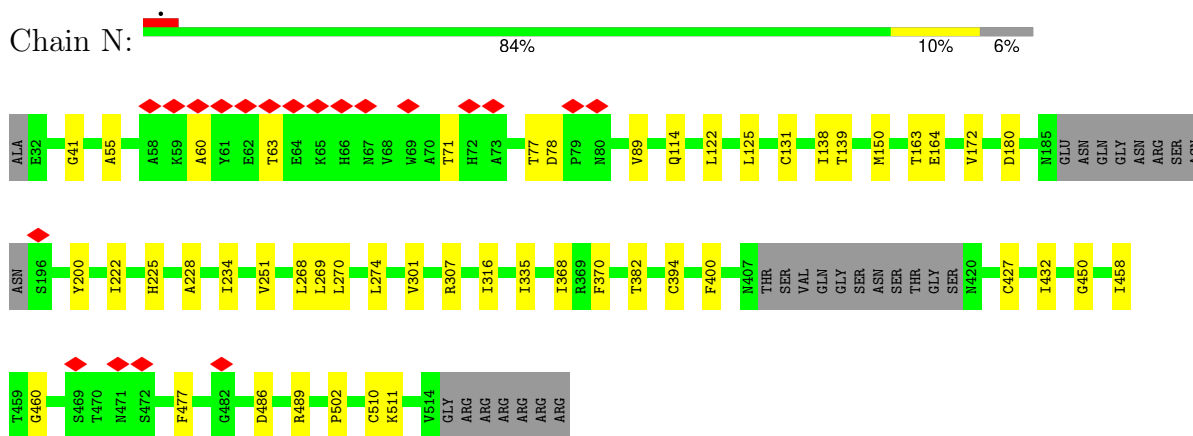 Chain N:
84% 10% 6%
ALA E32 G41 A55 A58 K59 A60 Y61 E62 T63 E64 K65 H66 N67 V68 W69 A70 T71 H72 A73 T77 D78 P79 N80 V89 Q114 L122 L125 C131 I138 T139 M150 T163 E164 V172 D180 N185 GLU ASN GLN GLY ASN ARG SER ASN
ASN S196 Y200 I222 H225 A228 I234 V251 L268 L269 L270 L274 V301 R307 I316 I335 I368 R369 F370 T382 C394 F400 N407 THR SER VAL GLN GLY SER ASN SER THR GLY SER N420 C427 I432 G450 I458
T459 G460 S469 T470 N471 S472 F477 G482 D486 R489 P502 C510 K511 V514 GLY ARG ARG ARG ARG ARG ARG